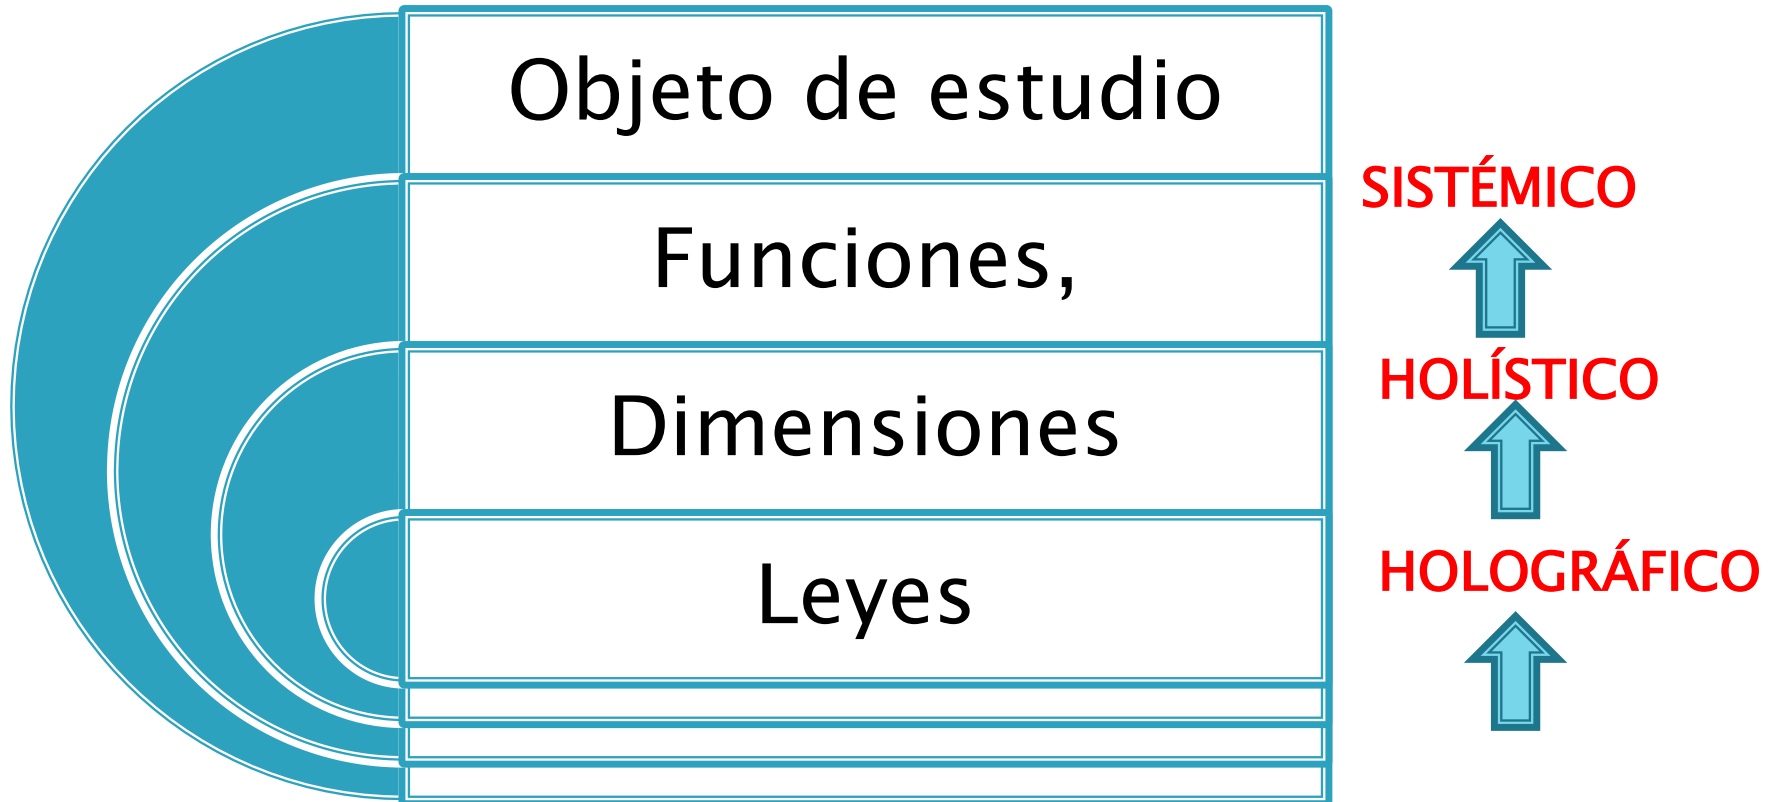 Objeto de estudio
Funciones,
Dimensiones
Leyes
SISTÉMICO
HOLÍSTICO
HOLOGRÁFICO